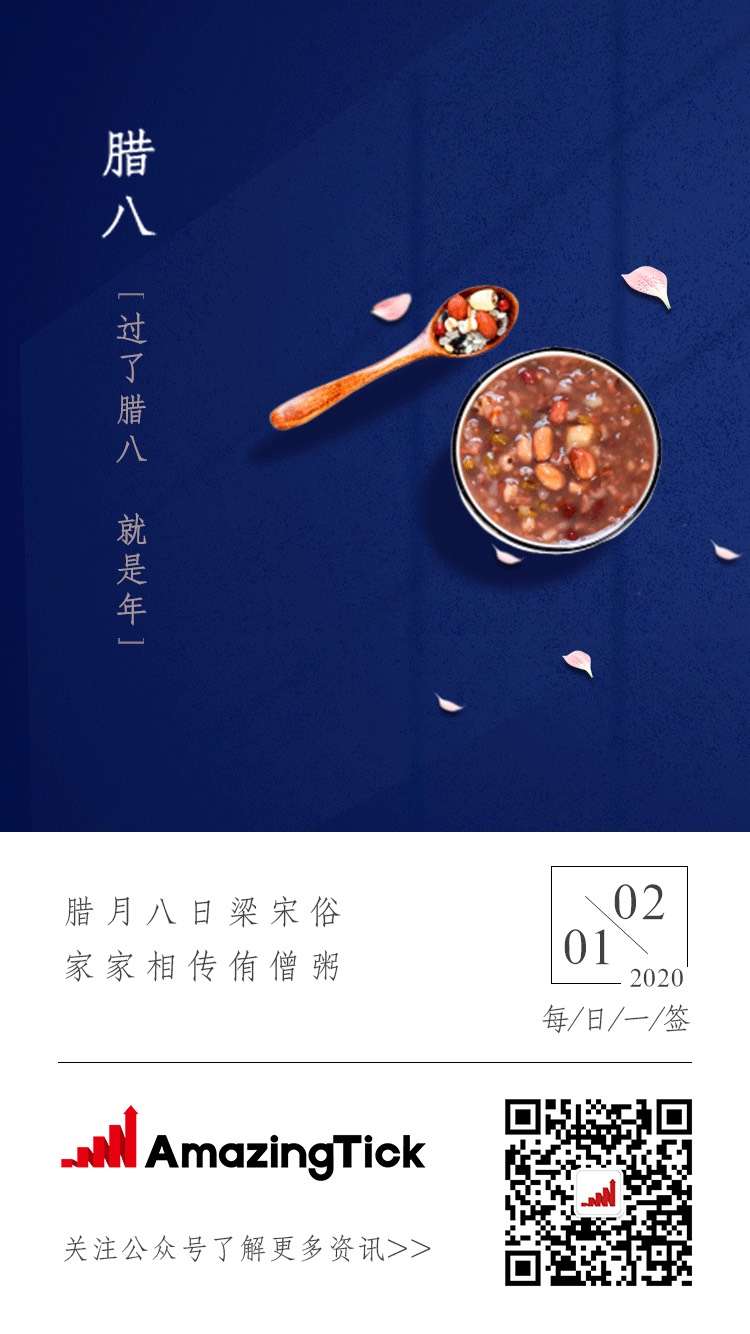 腊八
[过了腊八 就是年]
腊月八日梁宋俗
家家相传侑僧粥
02
01
2020
每/日/一/签
AmazingTick
关注公众号了解更多资讯>>